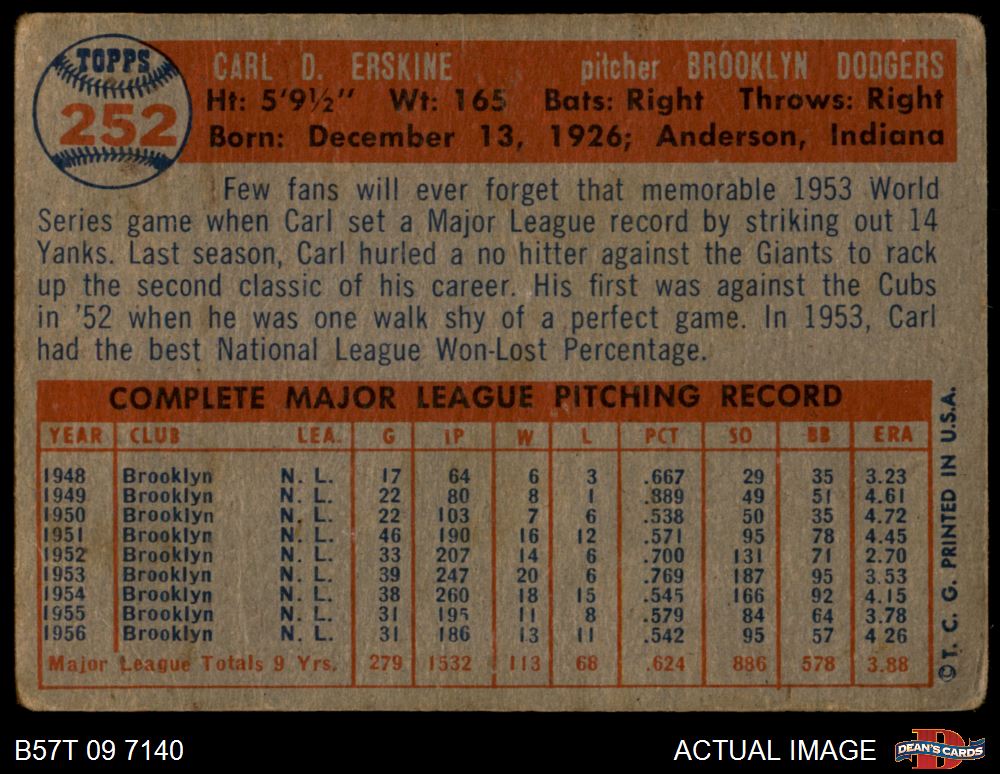 TOPPS
252
CARL D. ERSKINE pitcher BROOKLYN DODGERS
Ht: 5'9½" Wt: 165 Bats: Right Throws: Right
Born: December 13, 1926; Anderson, Indiana
Few fans will ever forget that memorable 1953 World
Series game when Carl set a Major League record by striking out 14
Yanks. Last season, Carl hurled a no hitter against the Giants to rack
up the second classic of his career. His first was against the Cubs
in '52 when he was one walk shy of a perfect game. In 1953, Carl
had the best National League Won-Lost Percentage.
COMPLETE MAJOR LEAGUE PITCHING RECORD
YEAR CLUB LEA. G IP W L PCT SO BB ERA
1948 Brooklyn N. L. 17 64 6 3 .667 29 35 3.23
1949 Brooklyn N. L. 22 80 8 1 .889 49 51 4.61
1950 Brooklyn N. L. 22 103 7 6 .538 50 35 4.72
1951 Brooklyn N. L. 46 190 16 12 .571 95 78 4.45
1952 Brooklyn N. L. 33 207 14 6 .700 131 71 2.70
1953 Brooklyn N. L. 39 247 20 6 .769 187 95 3.53
1954 Brooklyn N. L. 38 260 18 15 .545 166 92 4.15
1955 Brooklyn N. L. 31 195 11 8 .579 84 64 3.78
1956 Brooklyn N. L. 31 186 13 11 .542 95 57 4.26
Major League Totals 9 Yrs. 279 1532 113 68 .624 886 578 3.88
©T. C. G. PRINTED IN U.S.A.
B57T 09 7140
ACTUAL IMAGE
DEAN'S CARDS